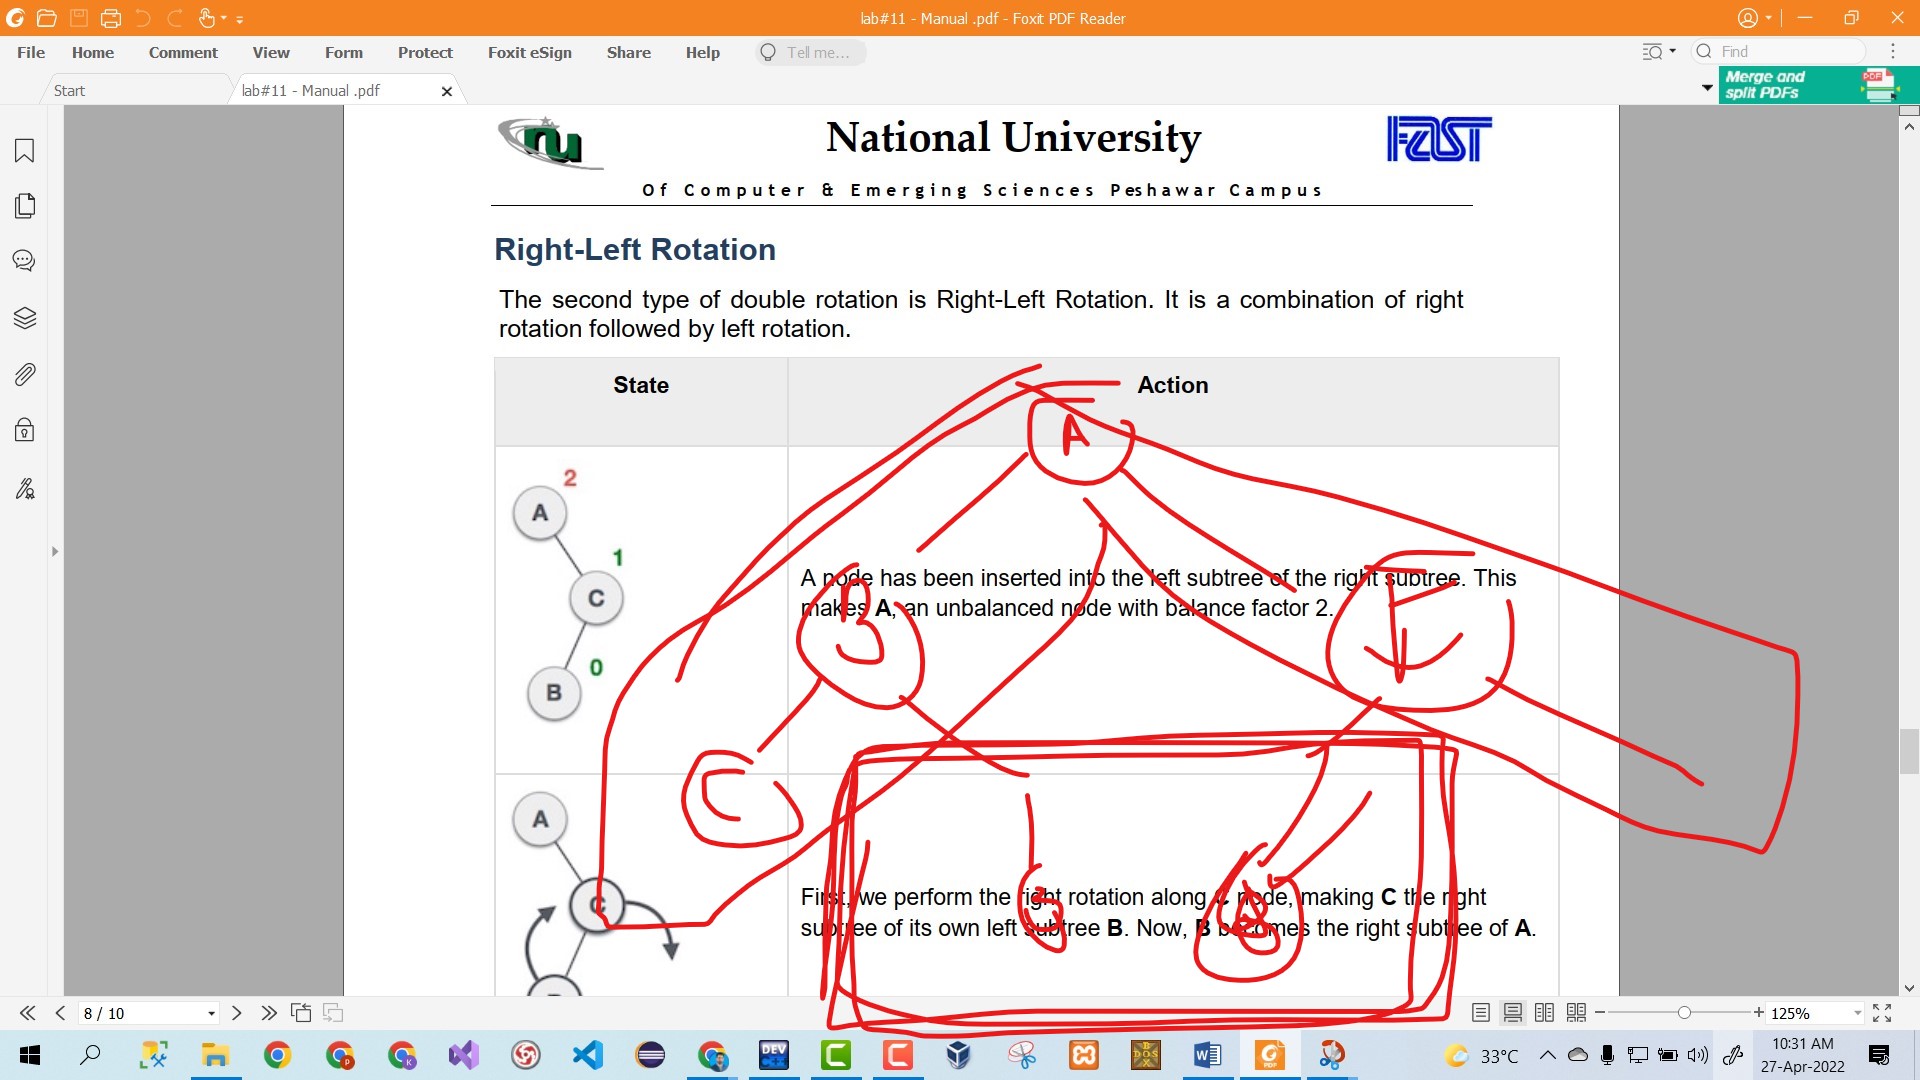 lab#11 - Manual .pdf - Foxit PDF Reader
File Home Comment View Form Protect Foxit eSign Share Help Tell me... Find
Start lab#11 - Manual .pdf Merge and
split PDFs
nu National University FAST
Of Computer & Emerging Sciences Peshawar Campus
Right-Left Rotation
The second type of double rotation is Right-Left Rotation. It is a combination of right
rotation followed by left rotation.
State Action
A
2
A
1
C
A node has been inserted into the left subtree of the right subtree. This
makes A, an unbalanced node with balance factor 2.
B
0
B
C
A
C
First, we perform the right rotation along C node, making C the right
subtree of its own left subtree B. Now, B becomes the right subtree of A.
8 / 10 125%
DEV C C DOS W PDF
33°C 10:31 AM
27-Apr-2022